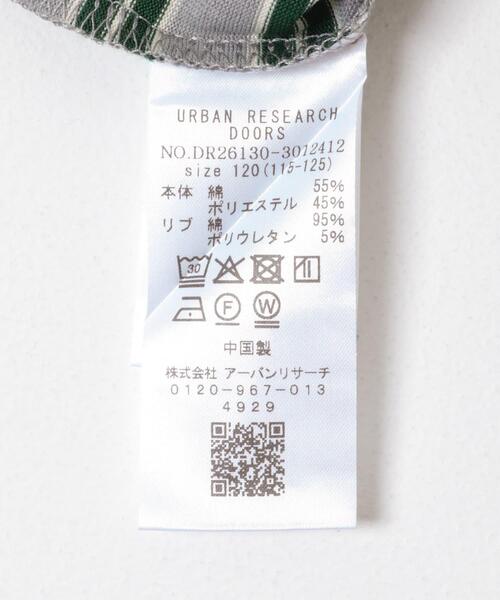 URBAN RESEARCH
DOORS
NO.DR26130-3012412
size 120(115-125)
本体 綿 55%
ポリエステル 45%
リブ 綿 95%
ポリウレタン 5%
30
F W
中国製
株式会社 アーバンリサーチ
0120-967-013
4929